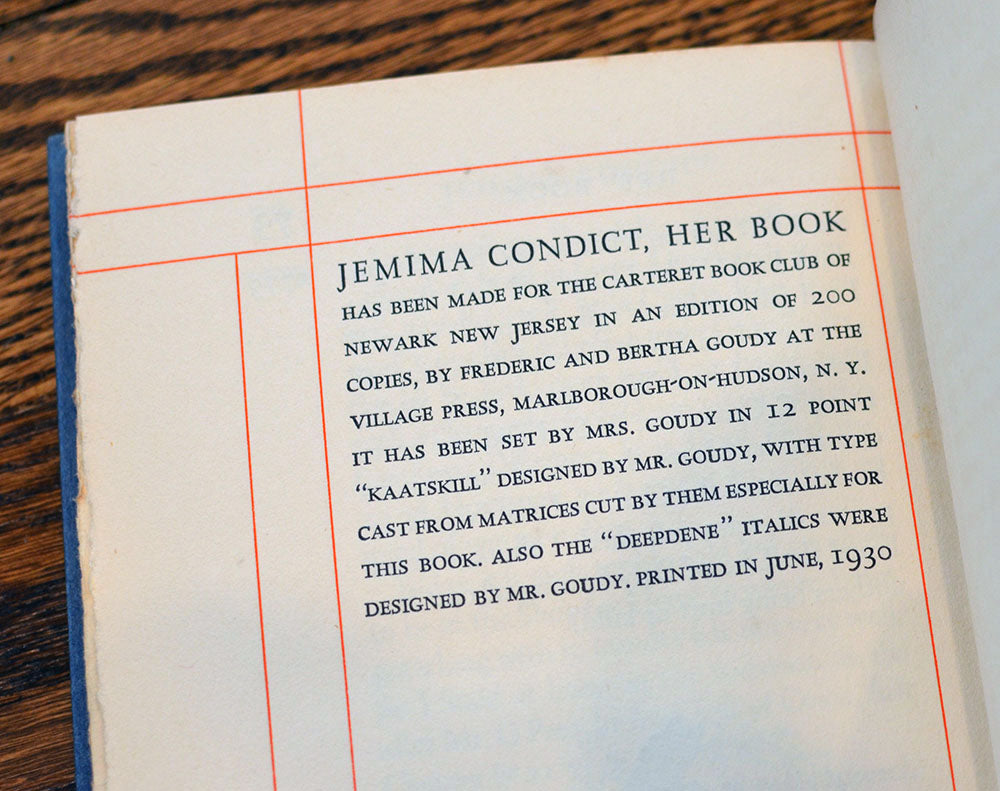 JEMIMA CONDICT, HER BOOK
HAS BEEN MADE FOR THE CARTERET BOOK CLUB OF
NEWARK NEW JERSEY IN AN EDITION OF 200
COPIES, BY FREDERIC AND BERTHA GOUDY AT THE
VILLAGE PRESS, MARLBOROUGH-ON-HUDSON, N. Y.
IT HAS BEEN SET BY MRS. GOUDY IN 12 POINT
“KAATSKILL” DESIGNED BY MR. GOUDY, WITH TYPE
CAST FROM MATRICES CUT BY THEM ESPECIALLY FOR
THIS BOOK. ALSO THE “DEEPDENE” ITALICS WERE
DESIGNED BY MR. GOUDY. PRINTED IN JUNE, 1930